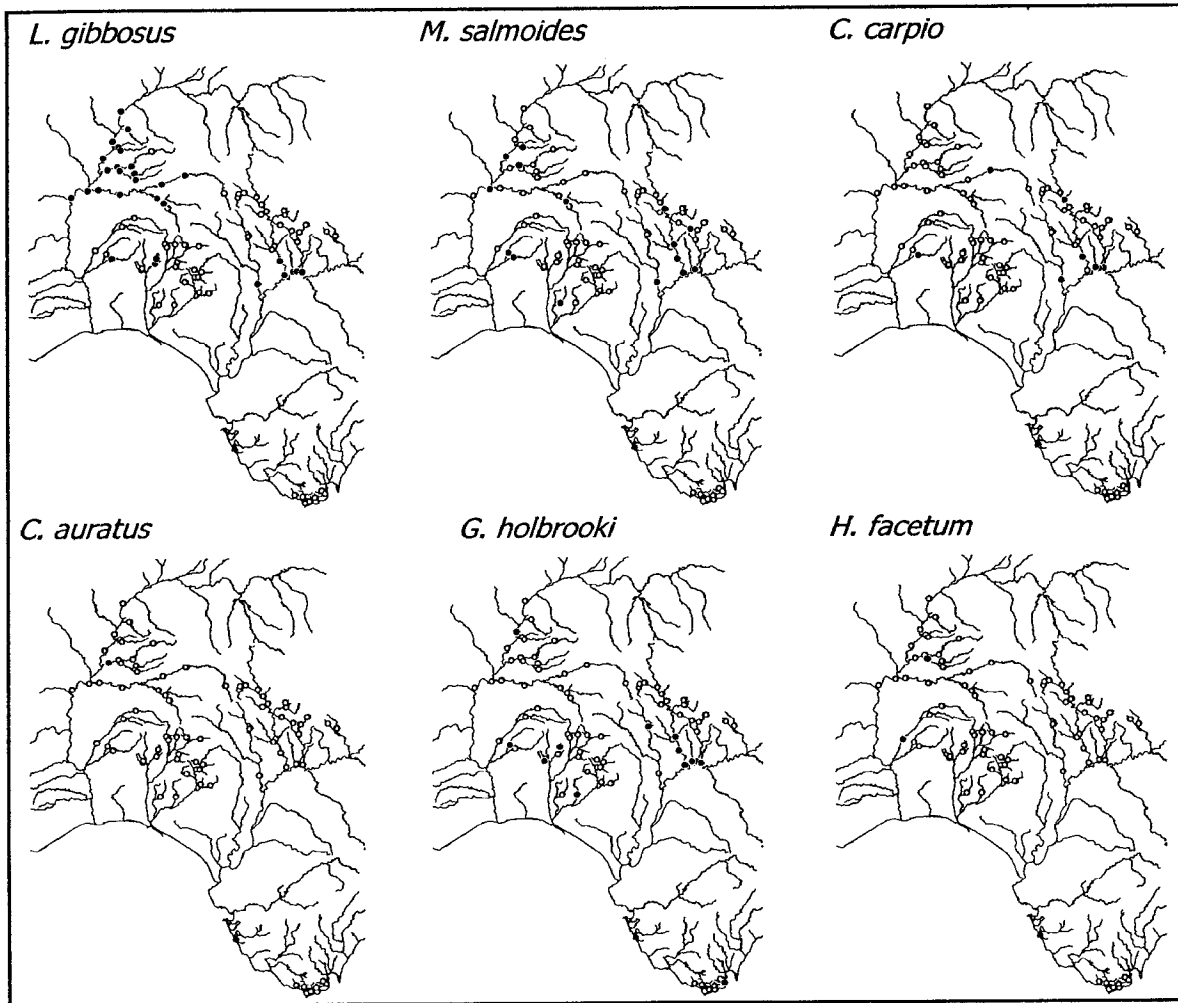 L. gibbosus
M. salmoides
C. carpio
C. auratus
G. holbrooki
H. facetum